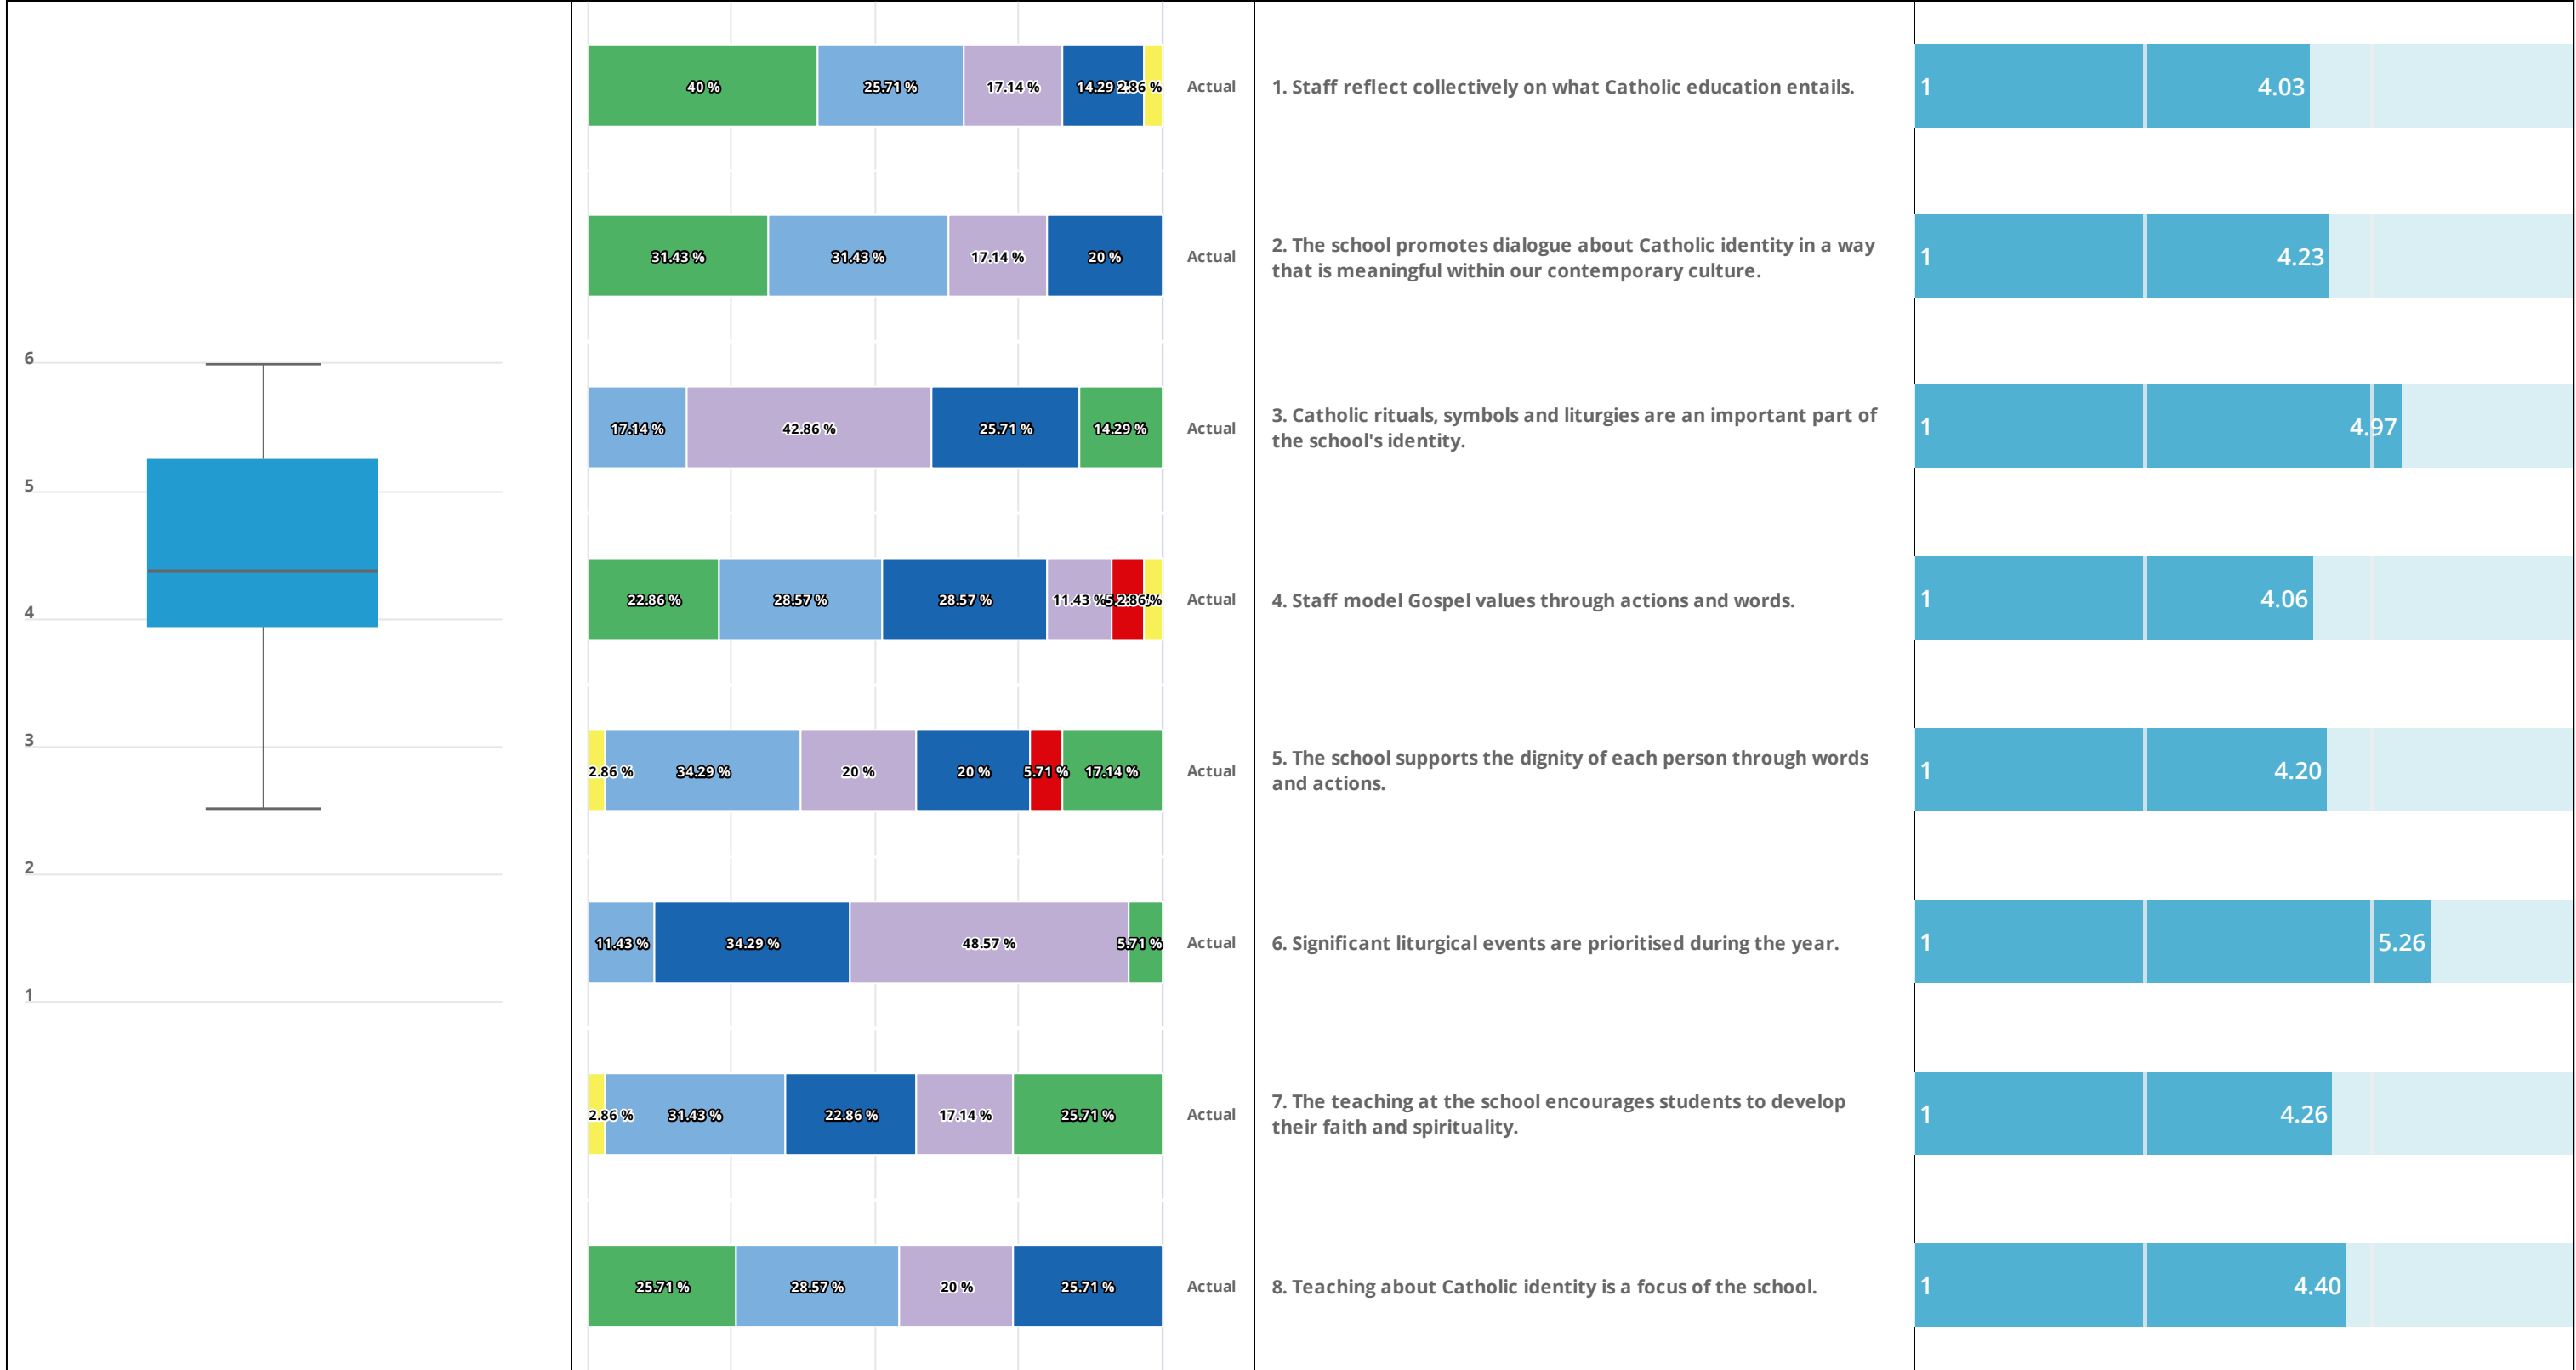 40 %
25.71 %
17.14 %
14.29
2.86 %
Actual
1. Staff reflect collectively on what Catholic education entails.
1
4.03
31.43 %
31.43 %
17.14 %
20 %
Actual
2. The school promotes dialogue about Catholic identity in a way
that is meaningful within our contemporary culture.
1
4.23
6
5
4
3
2
1
17.14 %
42.86 %
25.71 %
14.29 %
Actual
3. Catholic rituals, symbols and liturgies are an important part of
the school's identity.
1
4.97
22.86 %
28.57 %
28.57 %
11.43 %
2.86 %
Actual
4. Staff model Gospel values through actions and words.
1
4.06
2.86 %
34.29 %
20 %
20 %
5.71 %
17.14 %
Actual
5. The school supports the dignity of each person through words
and actions.
1
4.20
11.43 %
34.29 %
48.57 %
5.71 %
Actual
6. Significant liturgical events are prioritised during the year.
1
5.26
2.86 %
31.43 %
22.86 %
17.14 %
25.71 %
Actual
7. The teaching at the school encourages students to develop
their faith and spirituality.
1
4.26
25.71 %
28.57 %
20 %
25.71 %
Actual
8. Teaching about Catholic identity is a focus of the school.
1
4.40